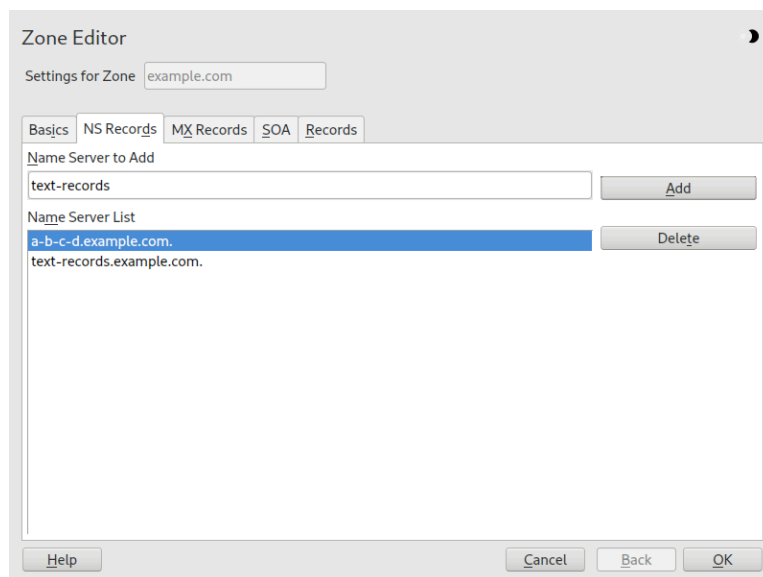 Zone Editor
Settings for Zone example.com
Basics NS Records MX Records SOA Records
Name Server to Add
text-records Add
Name Server List
a-b-c-d.example.com. Delete
text-records.example.com.
Help Cancel Back OK